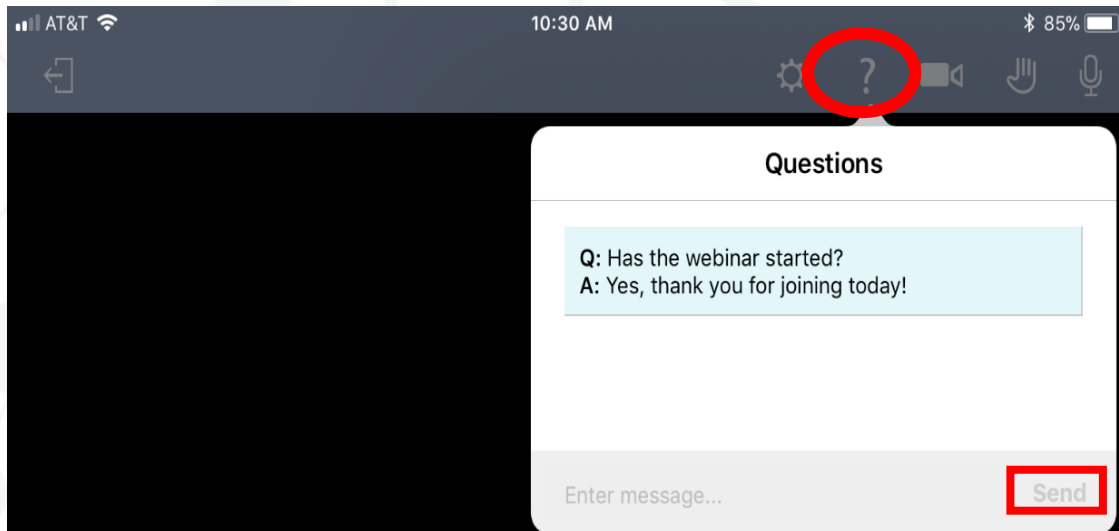 AT&T 10:30 AM 85%
?
Questions
Q: Has the webinar started?
A: Yes, thank you for joining today!
Enter message... Send